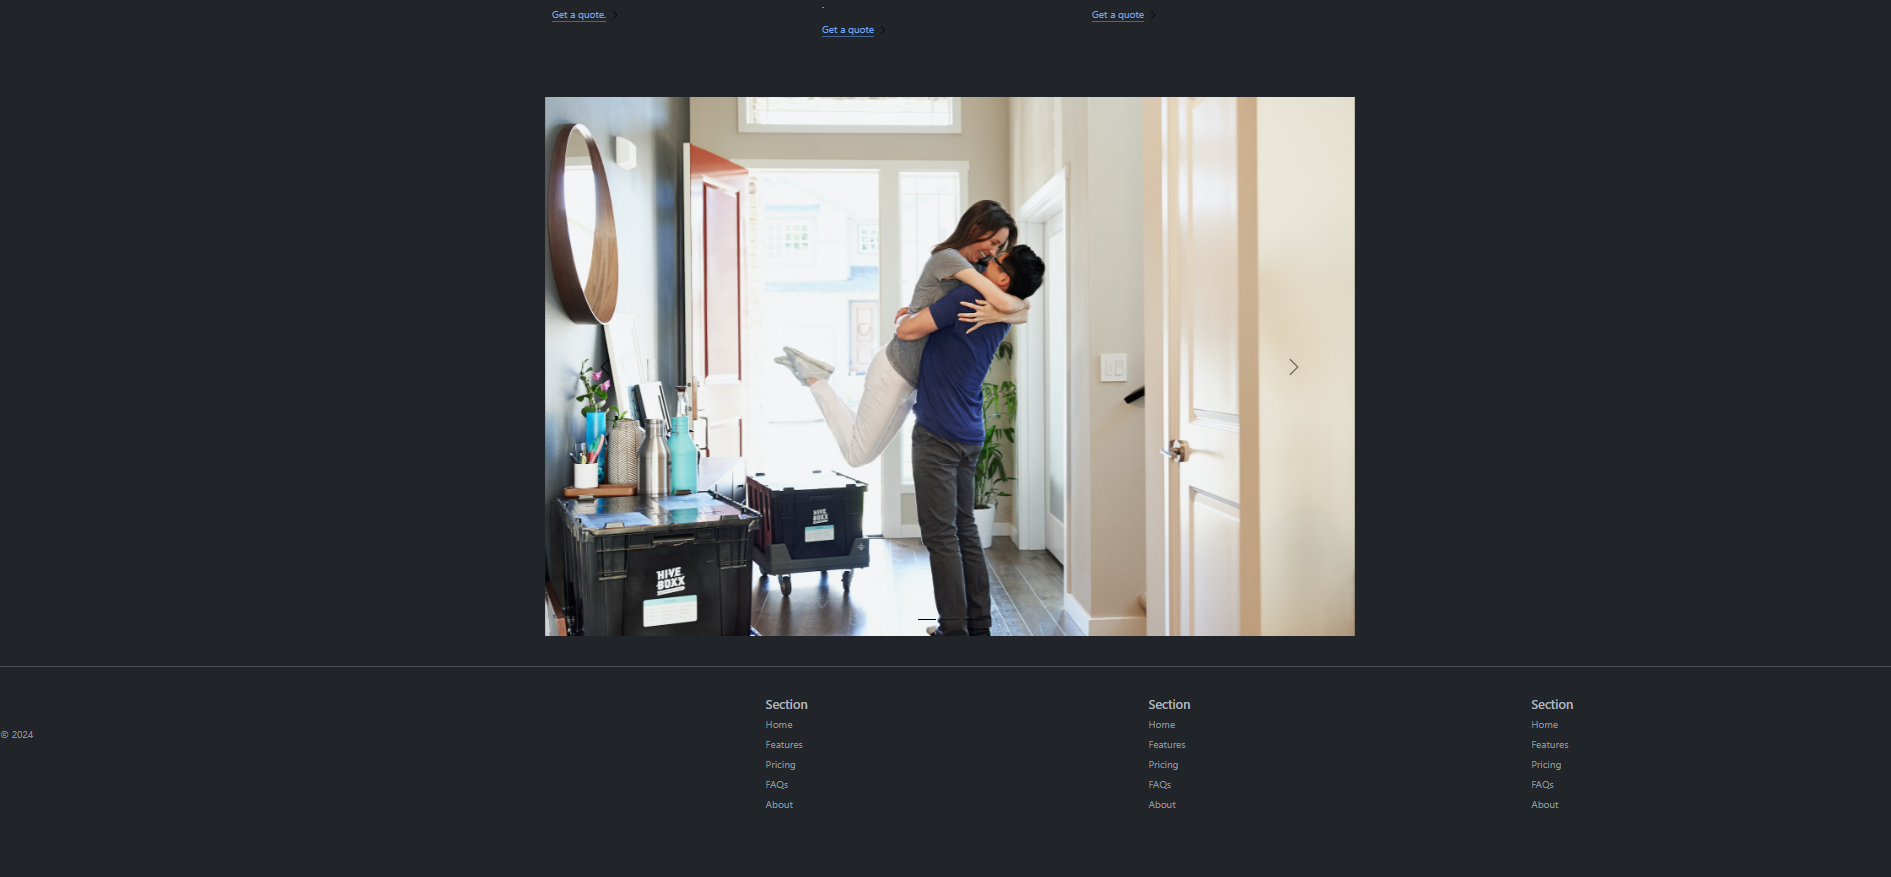 Get a quote.
.
Get a quote
Get a quote
HIVE
BOXX
HIVE
BOXX
Section
Home
Features
Pricing
FAQs
About
Section
Home
Features
Pricing
FAQs
About
Section
Home
Features
Pricing
FAQs
About
© 2024